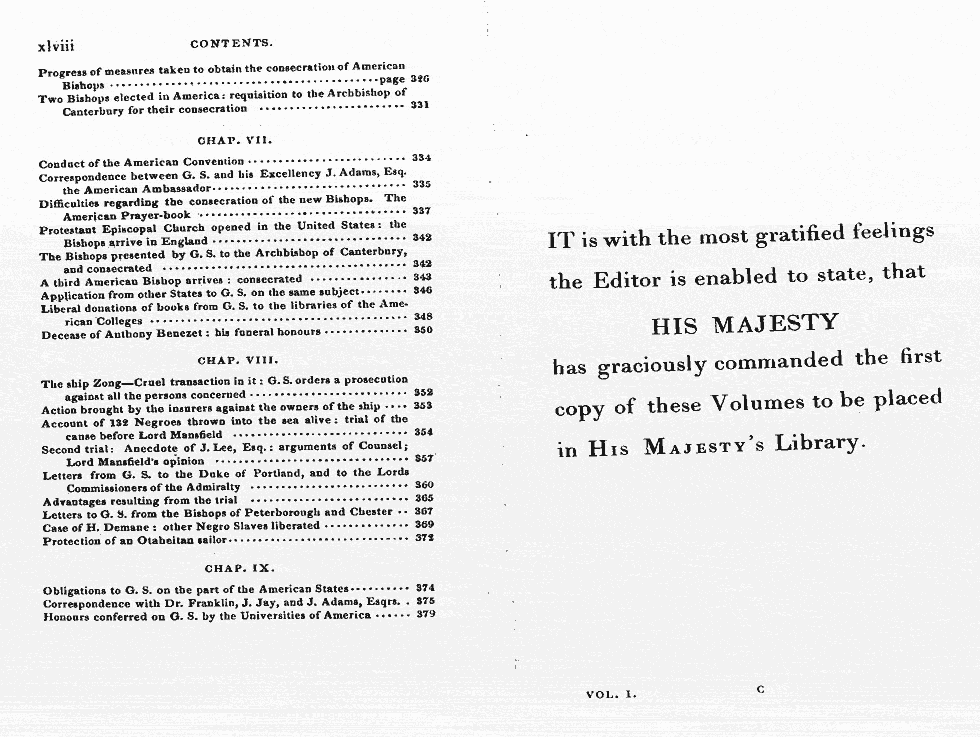 xlviii CONTENTS.
Progress of measures taken to obtain the consecration of American
Bishops ········································page 326
Two Bishops elected in America: requisition to the Archbishop of
Canterbury for their consecration ······················ 331
CHAP. VII.
Conduct of the American Convention ························· 334
Correspondence between G. S. and his Excellency J. Adams, Esq.
the American Ambassador······························ 335
Difficulties regarding the consecration of the new Bishops. The
American Prayer-book ································ 337
Protestant Episcopal Church opened in the United States: the
Bishops arrive in England ······························ 342
The Bishops presented by G. S. to the Archbishop of Canterbury,
and consecrated ······································ 342
A third American Bishop arrives: consecrated ················ 343
Application from other States to G. S. on the same subject········ 346
Liberal donations of books from G. S. to the libraries of the Ame-
rican Colleges ········································ 348
Decease of Anthony Benezet: his funeral honours ·············· 350
CHAP. VIII.
The ship Zong—Cruel transaction in it: G. S. orders a prosecution
against all the persons concerned ························ 352
Action brought by the insurers against the owners of the ship ···· 353
Account of 132 Negroes thrown into the sea alive: trial of the
cause before Lord Mansfield ··························· 354
Second trial: Anecdote of J. Lee, Esq.: arguments of Counsel;
Lord Mansfield's opinion ······························ 357
Letters from G. S. to the Duke of Portland, and to the Lords
Commissioners of the Admiralty ························ 360
Advantages resulting from the trial ························ 365
Letters to G. S. from the Bishops of Peterborough and Chester ·· 367
Case of H. Demane: other Negro Slaves liberated ·············· 369
Protection of an Otaheitan sailor···························· 372
CHAP. IX.
Obligations to G. S. on the part of the American States·········· 374
Correspondence with Dr. Franklin, J. Jay, and J. Adams, Esqrs. . 375
Honours conferred on G. S. by the Universities of America ······ 379
IT is with the most gratified feelings
the Editor is enabled to state, that
HIS MAJESTY
has graciously commanded the first
copy of these Volumes to be placed
in HIS MAJESTY's Library.
VOL. I. C